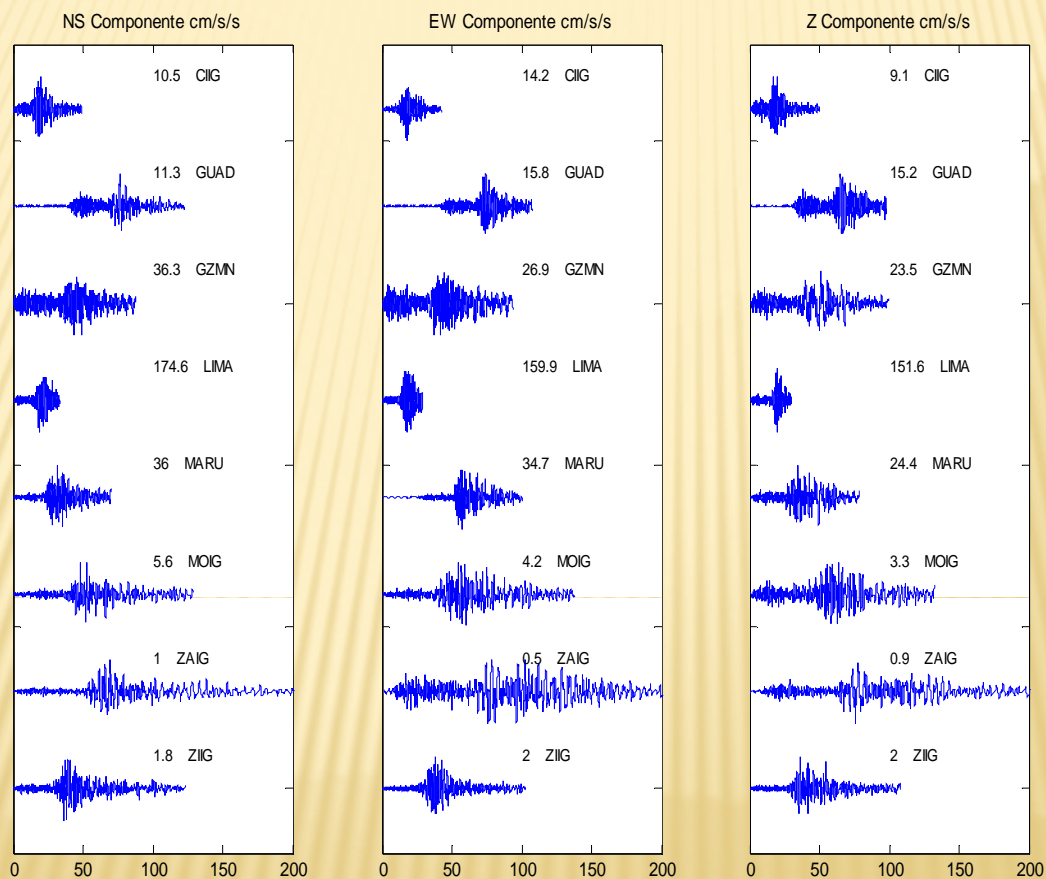 NS Componente cm/s/s
10.5 CIIG
11.3 GUAD
36.3 GZMN
174.6 LIMA
36 MARU
5.6 MOIG
1 ZAIG
1.8 ZIIG
0 50 100 150 200
EW Componente cm/s/s
14.2 CIIG
15.8 GUAD
26.9 GZMN
159.9 LIMA
34.7 MARU
4.2 MOIG
0.5 ZAIG
2 ZIIG
0 50 100 150 200
Z Componente cm/s/s
9.1 CIIG
15.2 GUAD
23.5 GZMN
151.6 LIMA
24.4 MARU
3.3 MOIG
0.9 ZAIG
2 ZIIG
0 50 100 150 200